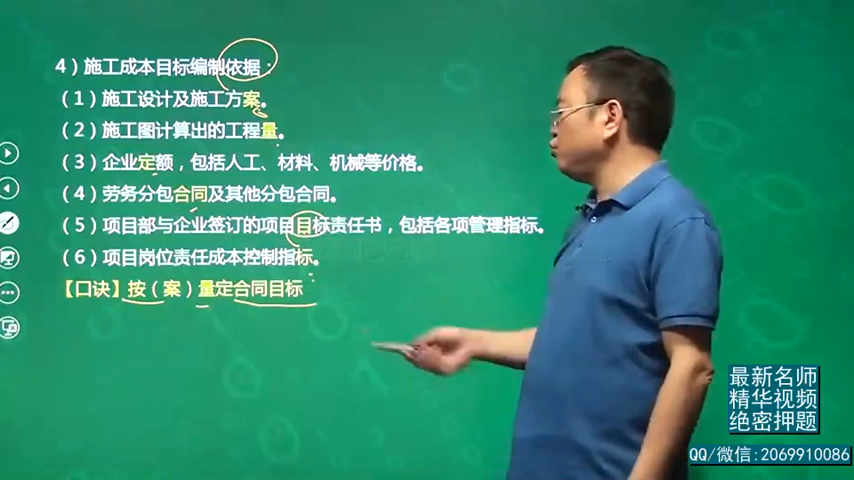 4）施工成本目标编制依据：
（1）施工设计及施工方案。
（2）施工图计算出的工程量。
（3）企业定额，包括人工、材料、机械等价格。
（4）劳务分包合同及其他分包合同。
（5）项目部与企业签订的项目目标责任书，包括各项管理指标。
（6）项目岗位责任成本控制指标。
【口诀】按（案）量定合同目标
最新名师
精华视频
绝密押题
QQ/微信:2069910086